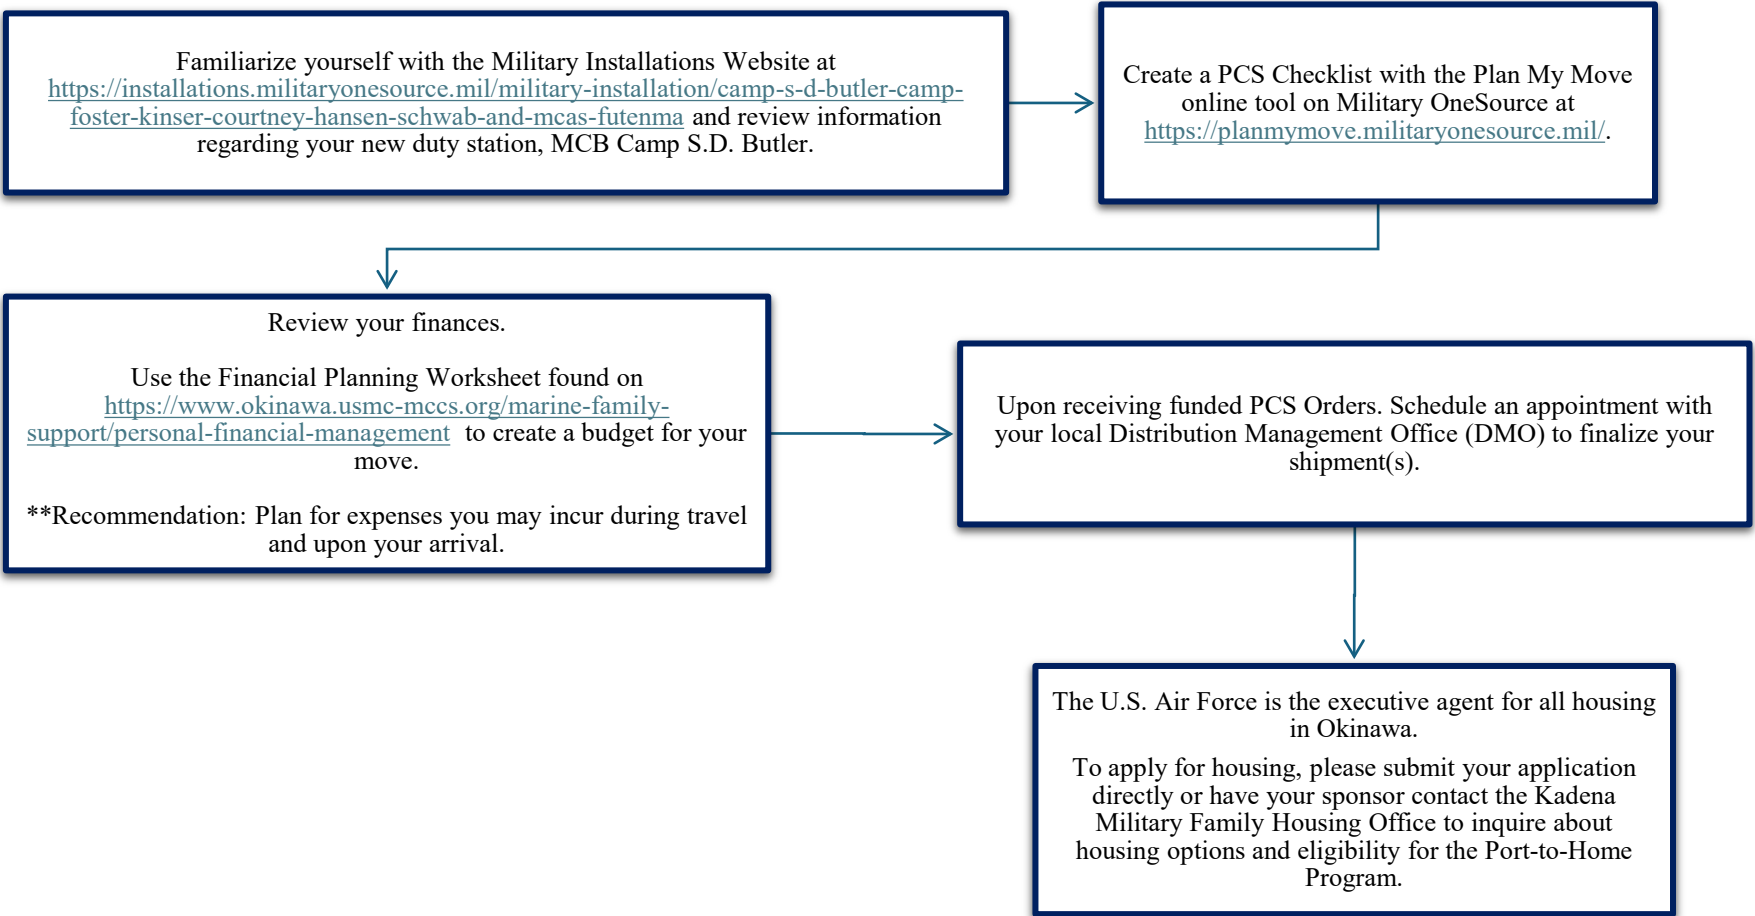 Familiarize yourself with the Military Installations Website at
https://installations.militaryonesource.mil/military-installation/camp-s-d-butler-camp-
foster-kinser-courtney-hansen-schwab-and-mcas-futenma and review information
regarding your new duty station, MCB Camp S.D. Butler.
Create a PCS Checklist with the Plan My Move
online tool on Military OneSource at
https://planmymove.militaryonesource.mil/.
Review your finances.
Use the Financial Planning Worksheet found on
https://www.okinawa.usmc-mccs.org/marine-family-
support/personal-financial-management to create a budget for your
move.
**Recommendation: Plan for expenses you may incur during travel
and upon your arrival.
Upon receiving funded PCS Orders. Schedule an appointment with
your local Distribution Management Office (DMO) to finalize your
shipment(s).
The U.S. Air Force is the executive agent for all housing
in Okinawa.
To apply for housing, please submit your application
directly or have your sponsor contact the Kadena
Military Family Housing Office to inquire about
housing options and eligibility for the Port-to-Home
Program.